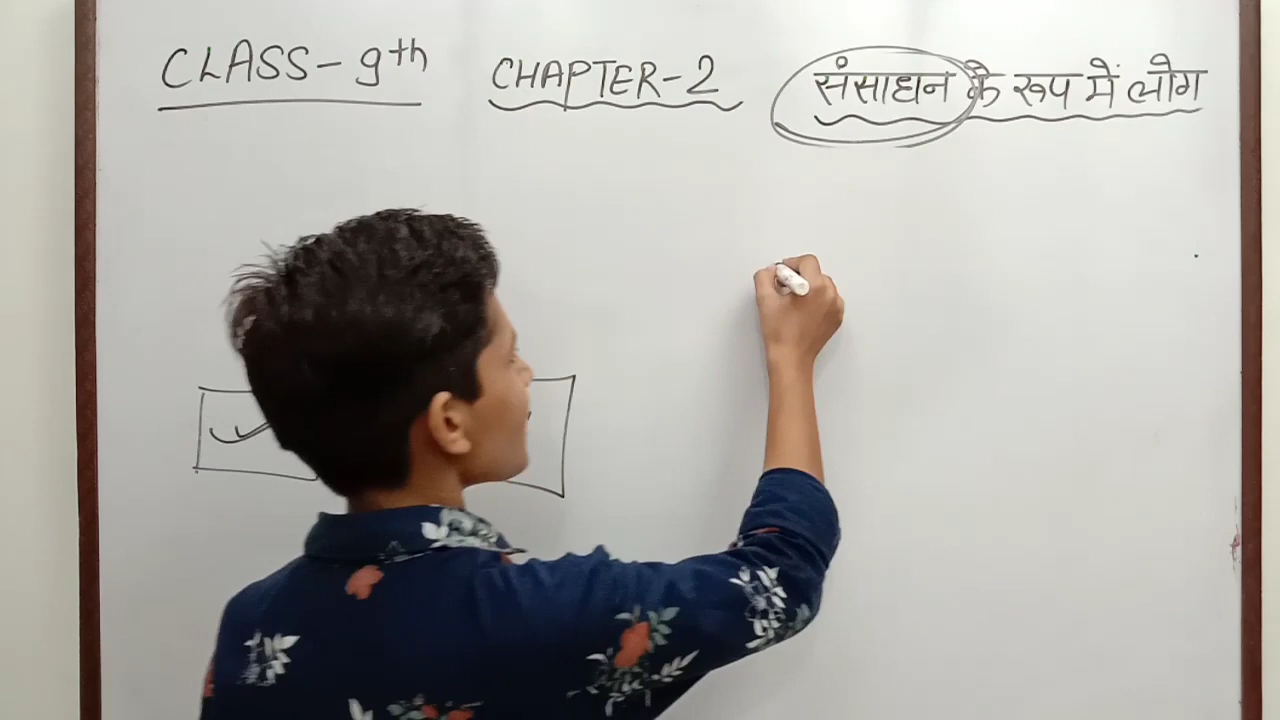 CLASS-9th CHAPTER-2 संसाधन के रूप में लोग